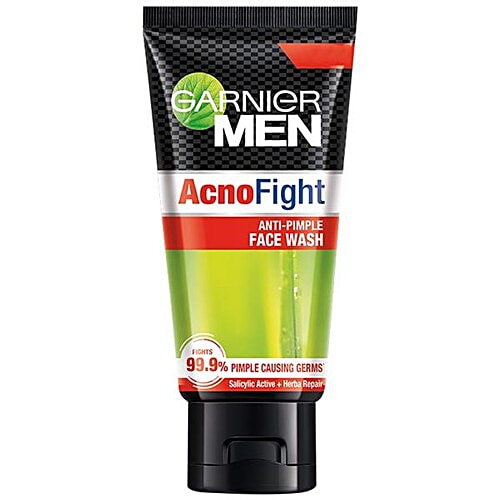 GARNIER
MEN
AcnoFight
ANTI-PIMPLE
FACE WASH
FIGHTS
99.9% PIMPLE CAUSING GERMS*
Salicylic Active + Herba Repair